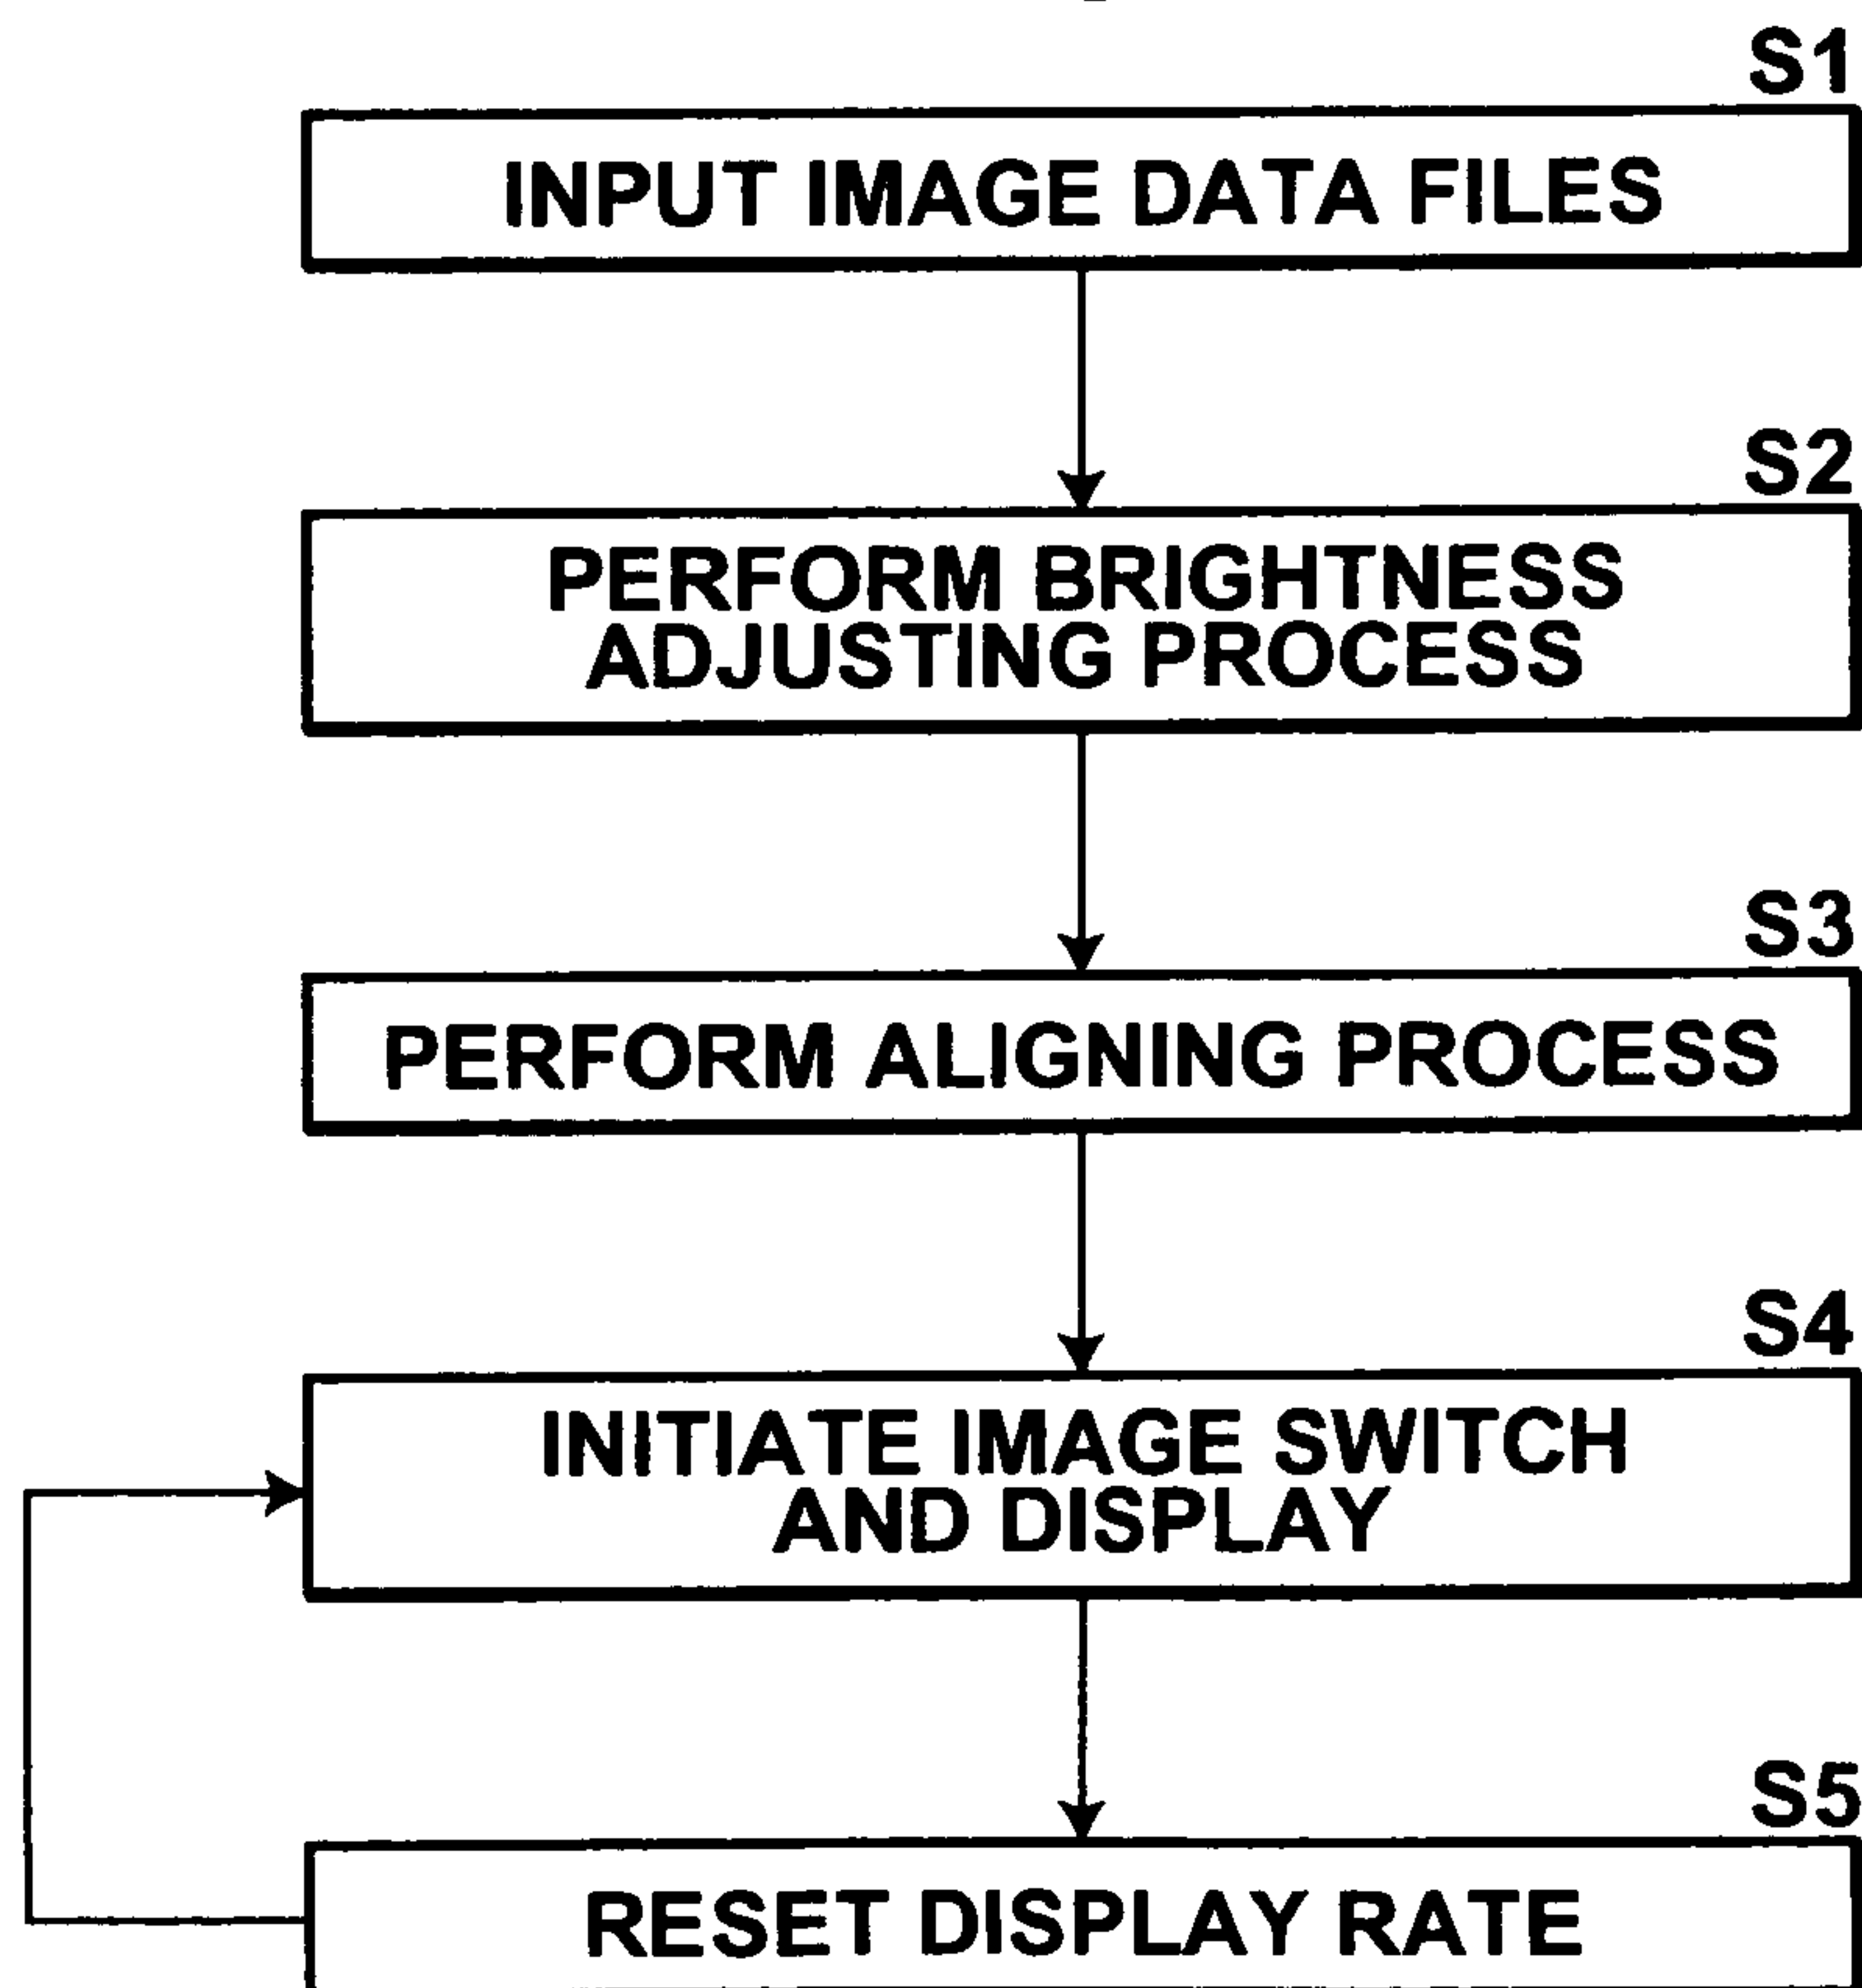 S1
INPUT IMAGE DATA FILES
S2
PERFORM BRIGHTNESS
ADJUSTING PROCESS
S3
PERFORM ALIGNING PROCESS
S4
INITIATE IMAGE SWITCH
AND DISPLAY
S5
RESET DISPLAY RATE